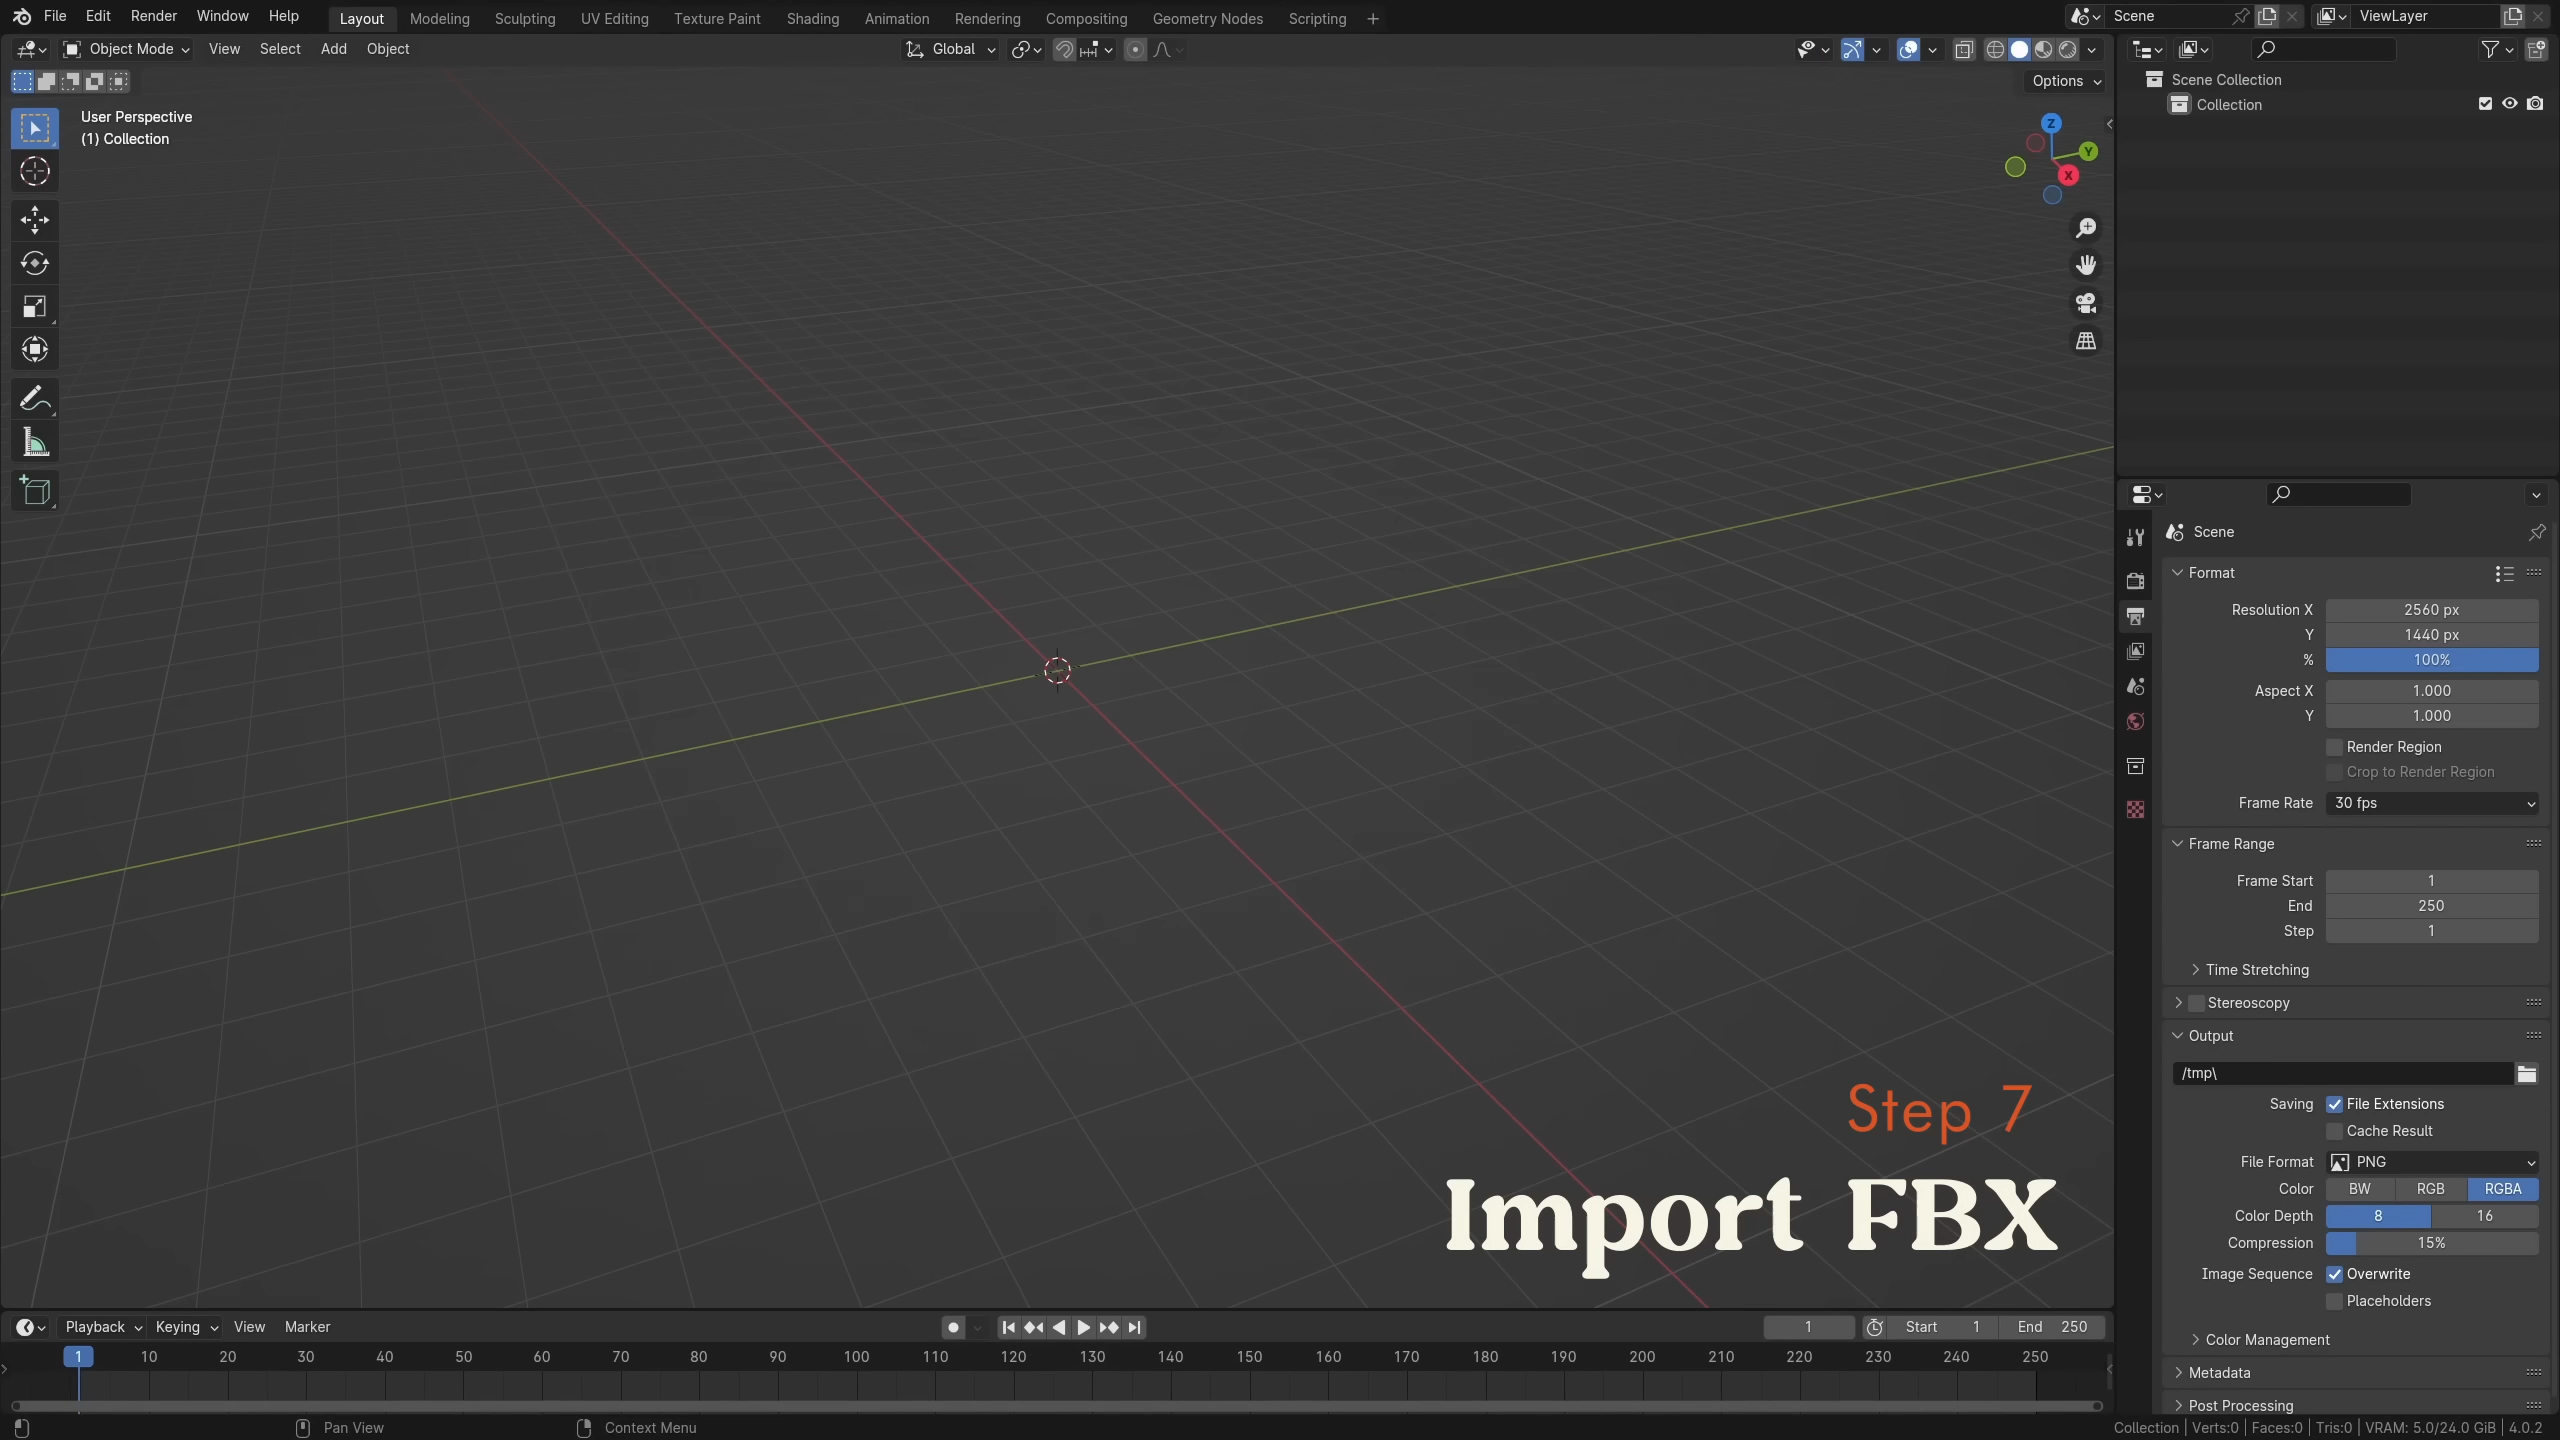 File Edit Render Window Help Layout Modeling Sculpting UV Editing Texture Paint Shading Animation Rendering Compositing Geometry Nodes Scripting + Scene ViewLayer
Object Mode View Select Add Object Global
Options
User Perspective
(1) Collection
Z
Y
X
Scene Collection
Collection
Scene
Format
Resolution X 2560 px
Y 1440 px
% 100%
Aspect X 1.000
Y 1.000
Render Region
Crop to Render Region
Frame Rate 30 fps
Frame Range
Frame Start 1
End 250
Step 1
Time Stretching
Stereoscopy
Output
/tmp\
Saving File Extensions
Cache Result
File Format PNG
Color BW RGB RGBA
Color Depth 8 16
Compression 15%
Image Sequence Overwrite
Placeholders
Color Management
Metadata
Post Processing
Step 7
Import FBX
Playback Keying View Marker 1 Start 1 End 250
1 10 20 30 40 50 60 70 80 90 100 110 120 130 140 150 160 170 180 190 200 210 220 230 240 250
Pan View Context Menu Collection | Verts:0 | Faces:0 | Tris:0 | VRAM: 5.0/24.0 GiB | 4.0.2